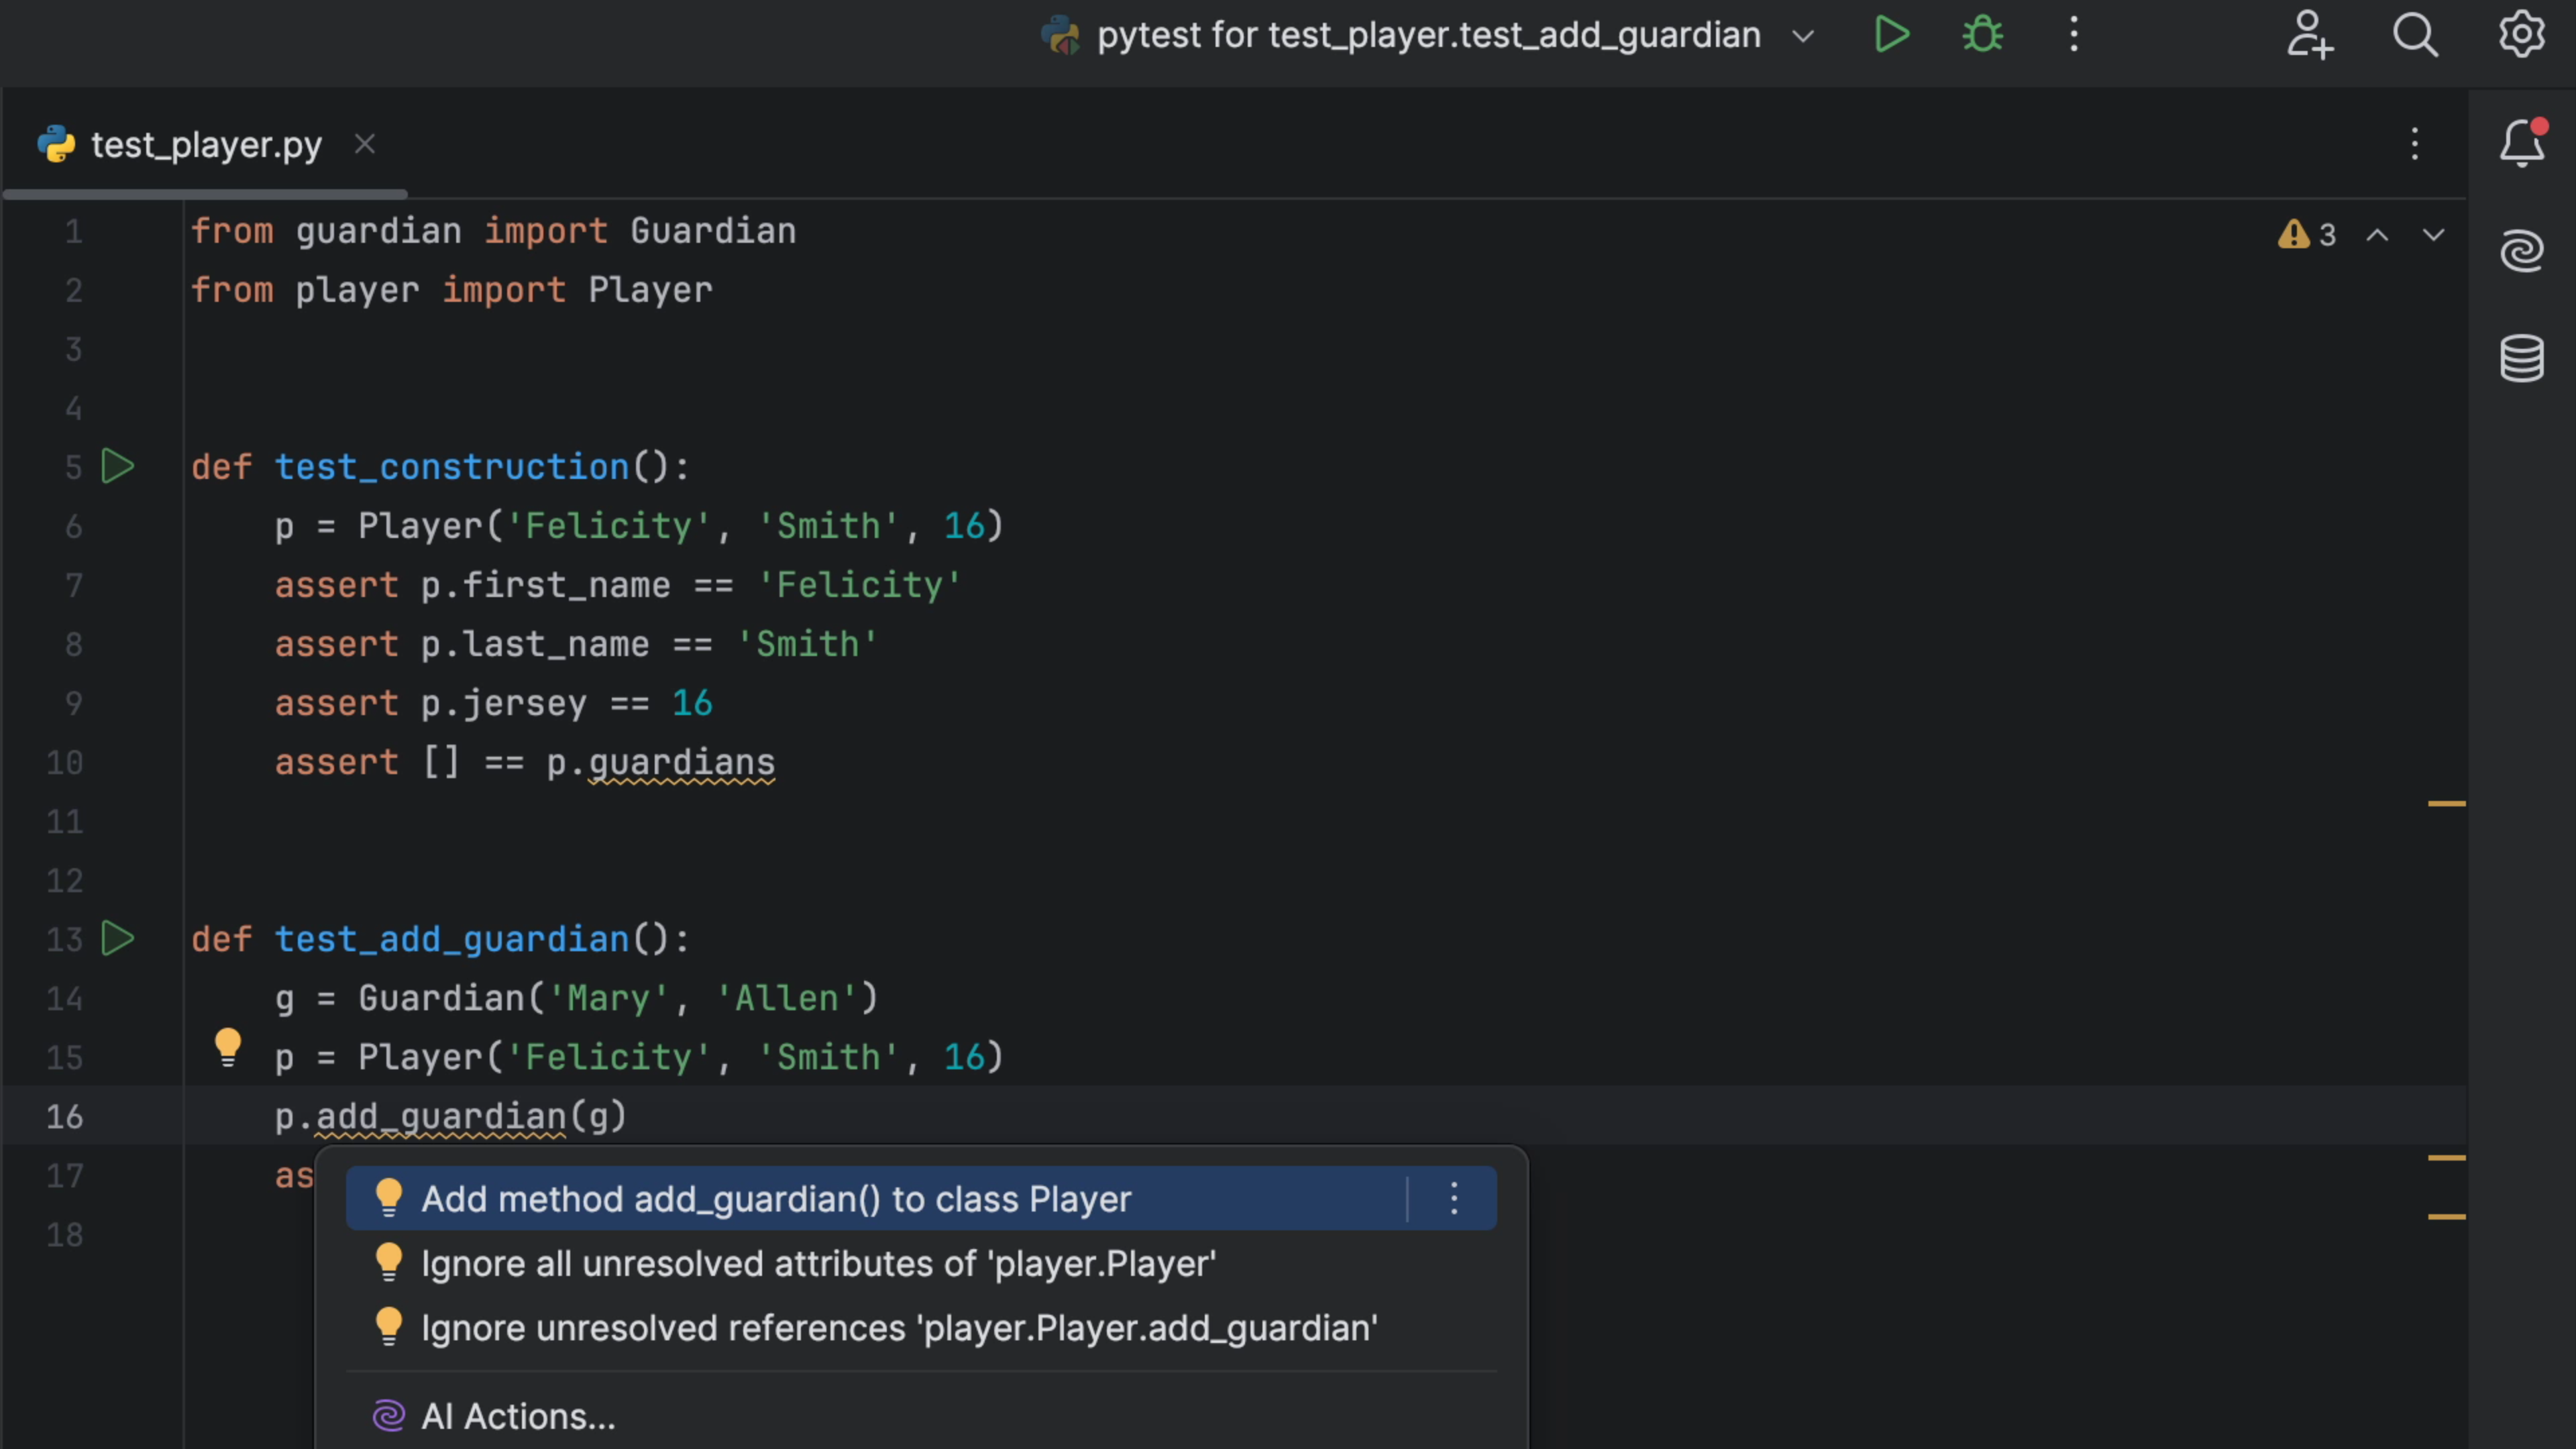 pytest for test_player.test_add_guardian
test_player.py
3
1 from guardian import Guardian
2 from player import Player
3
4
5 def test_construction():
6 p = Player('Felicity', 'Smith', 16)
7 assert p.first_name == 'Felicity'
8 assert p.last_name == 'Smith'
9 assert p.jersey == 16
10 assert [] == p.guardians
11
12
13 def test_add_guardian():
14 g = Guardian('Mary', 'Allen')
15 p = Player('Felicity', 'Smith', 16)
16 p.add_guardian(g)
17 as
Add method add_guardian() to class Player
18
Ignore all unresolved attributes of 'player.Player'
Ignore unresolved references 'player.Player.add_guardian'
AI Actions...